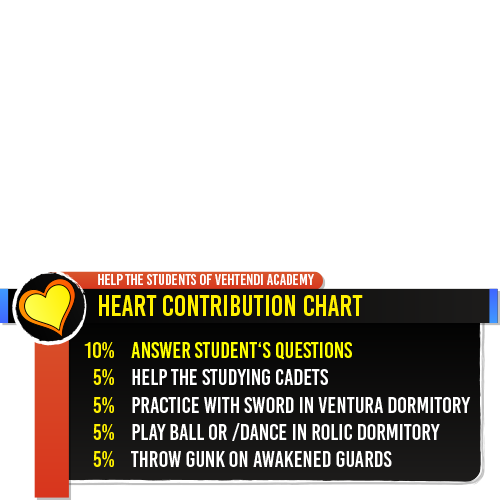 HELP THE STUDENTS OF VEHTENDI ACADEMY
HEART CONTRIBUTION CHART
10% ANSWER STUDENT'S QUESTIONS
5% HELP THE STUDYING CADETS
5% PRACTICE WITH SWORD IN VENTURA DORMITORY
5% PLAY BALL OR /DANCE IN ROLIC DORMITORY
5% THROW GUNK ON AWAKENED GUARDS